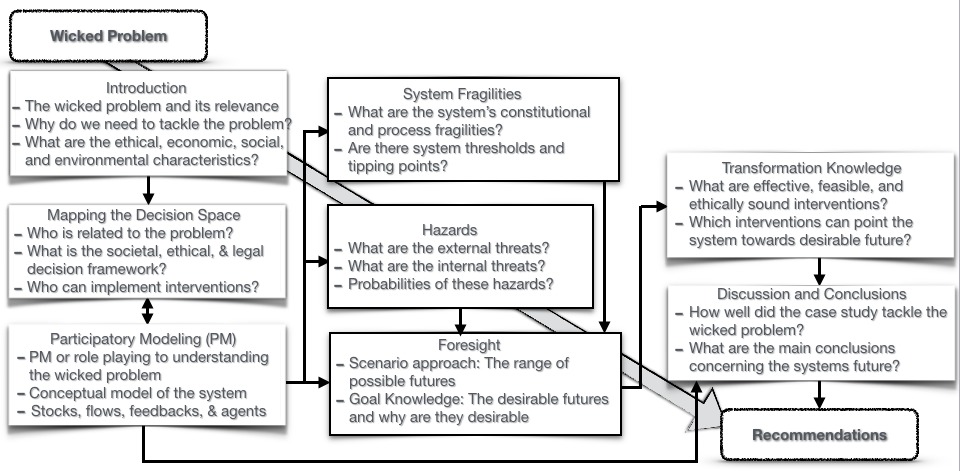 Wicked Problem
Introduction
– The wicked problem and its relevance
– Why do we need to tackle the problem?
– What are the ethical, economic, social,
and environmental characteristics?
Mapping the Decision Space
– Who is related to the problem?
– What is the societal, ethical, & legal
decision framework?
– Who can implement interventions?
Participatory Modeling (PM)
– PM or role playing to understanding
the wicked problem
– Conceptual model of the system
– Stocks, flows, feedbacks, & agents
System Fragilities
– What are the system's constitutional
and process fragilities?
– Are there system thresholds and
tipping points?
Hazards
– What are the external threats?
– What are the internal threats?
– Probabilities of these hazards?
Foresight
– Scenario approach: The range of
possible futures
– Goal Knowledge: The desirable futures
and why are they desirable
Transformation Knowledge
– What are effective, feasible, and
ethically sound interventions?
– Which interventions can point the
system towards desirable future?
Discussion and Conclusions
– How well did the case study tackle the
wicked problem?
– What are the main conclusions
concerning the systems future?
Recommendations